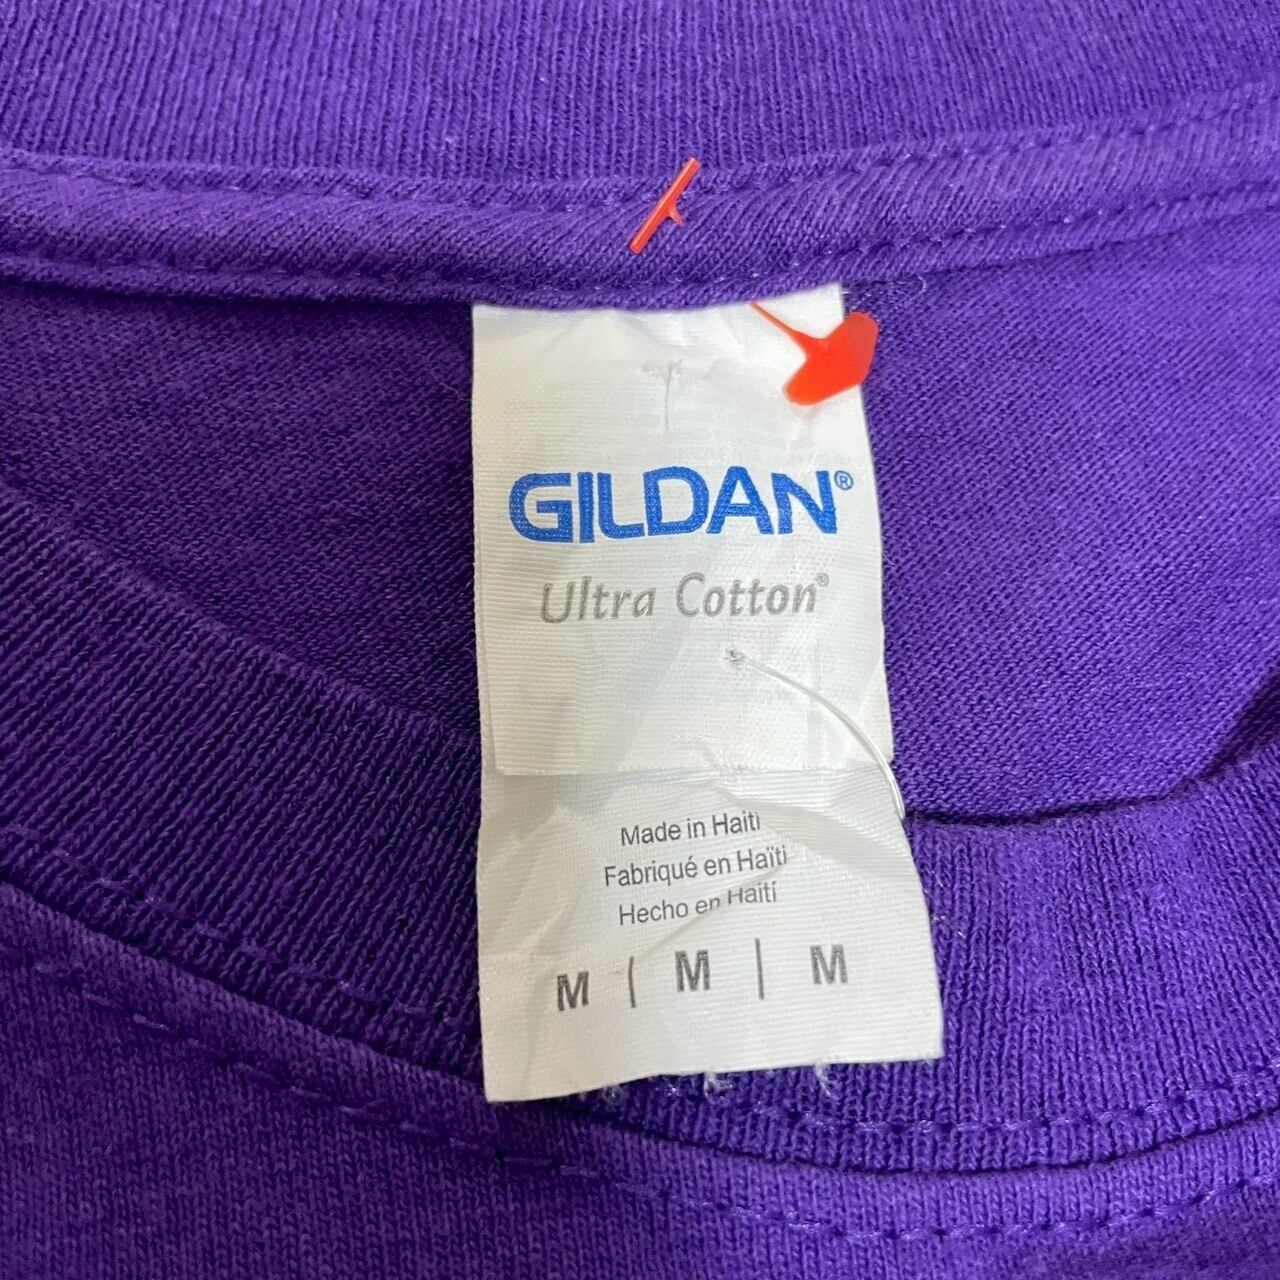 GILDAN®
Ultra Cotton®
Made in Haiti
Fabriqué en Haïti
Hecho en Haití
M | M | M